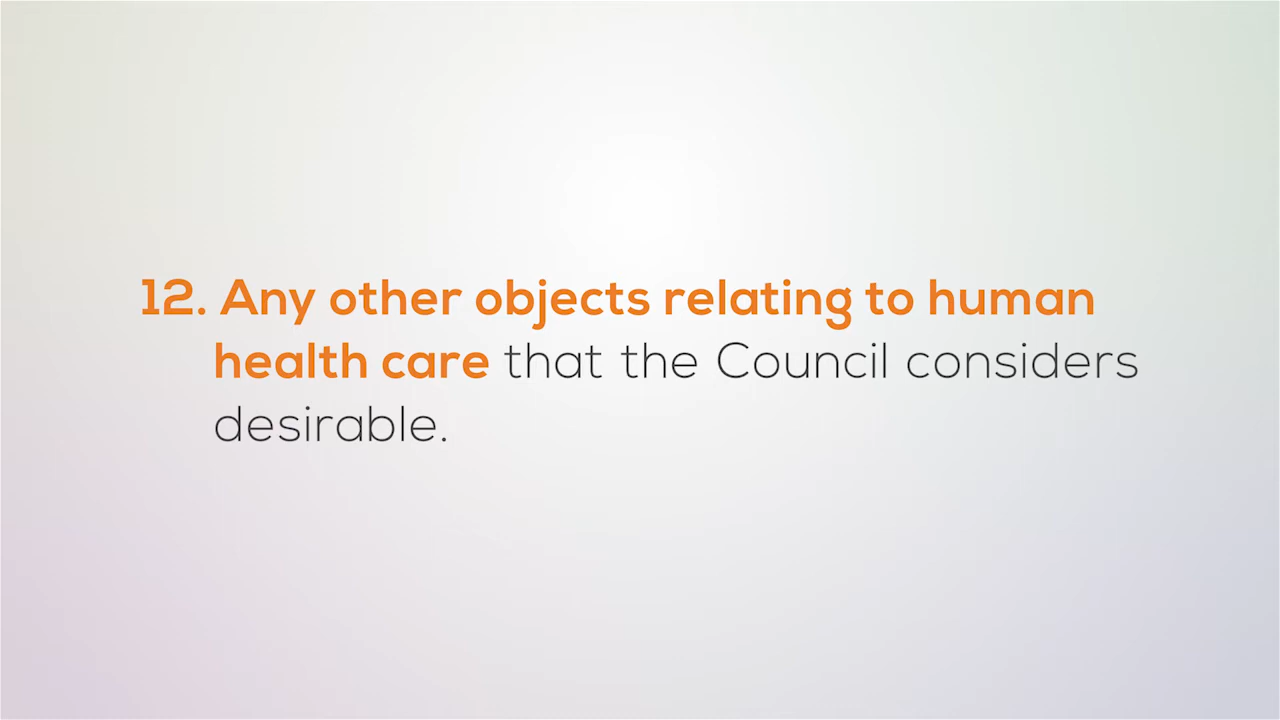 12. Any other objects relating to human
health care that the Council considers
desirable.